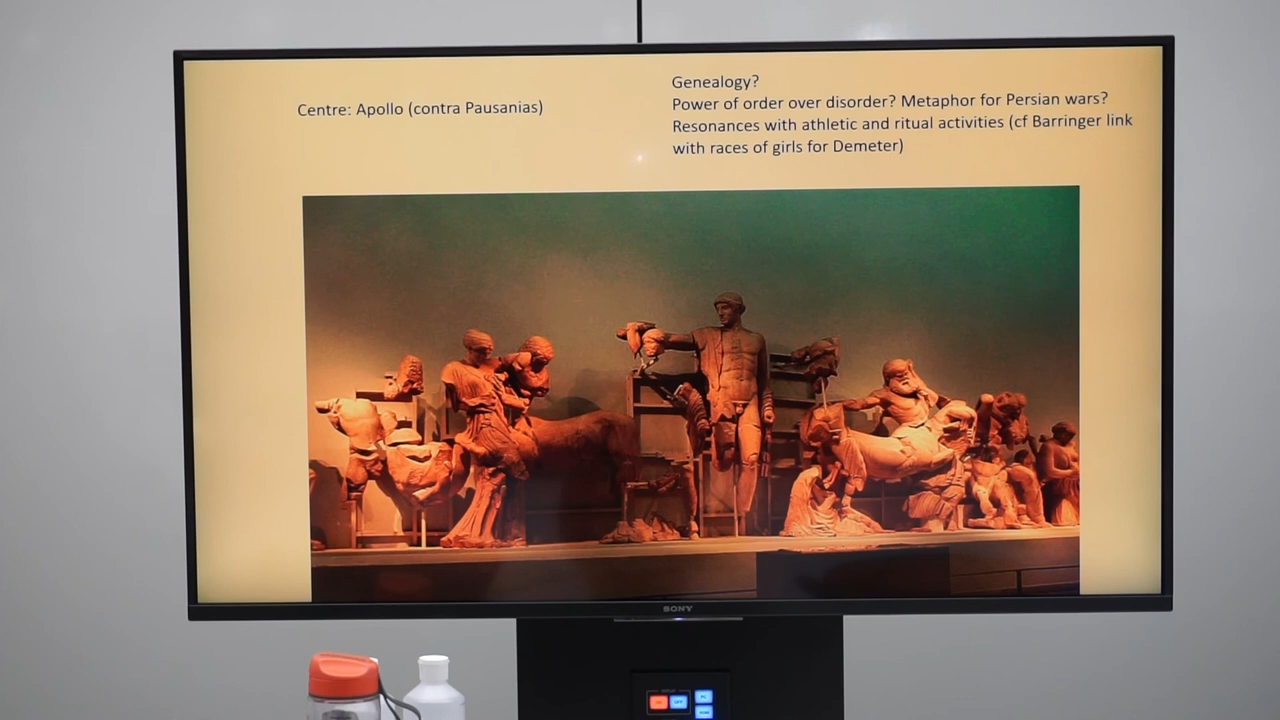 Centre: Apollo (contra Pausanias)
Genealogy?
Power of order over disorder? Metaphor for Persian wars?
Resonances with athletic and ritual activities (cf Barringer link
with races of girls for Demeter)
SONY